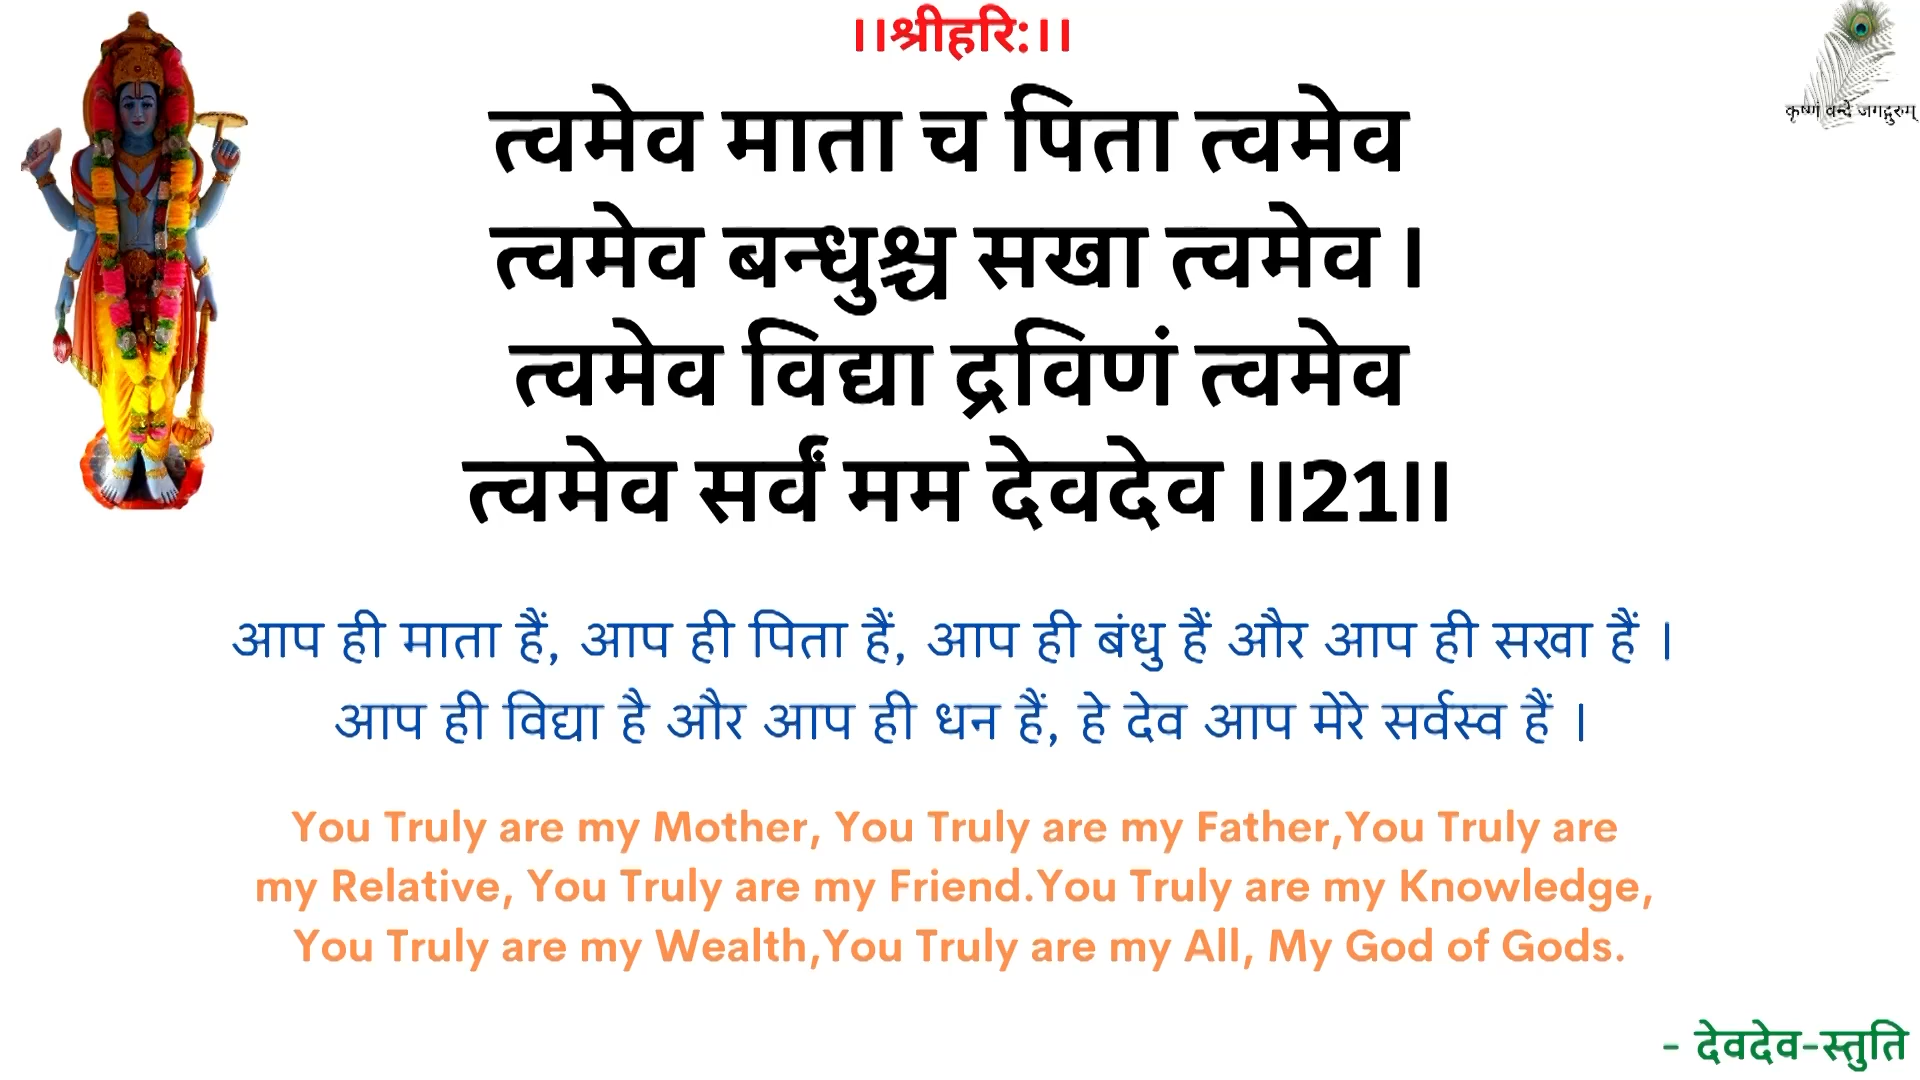 ।।श्रीहरि:।।
कृष्णं वन्दे जगद्गुरुम्
त्वमेव माता च पिता त्वमेव
त्वमेव बन्धुश्च सखा त्वमेव ।
त्वमेव विद्या द्रविणं त्वमेव
त्वमेव सर्वं मम देवदेव ।।21।।
आप ही माता हैं, आप ही पिता हैं, आप ही बंधु हैं और आप ही सखा हैं ।
आप ही विद्या है और आप ही धन हैं, हे देव आप मेरे सर्वस्व हैं ।
You Truly are my Mother, You Truly are my Father,You Truly are
my Relative, You Truly are my Friend.You Truly are my Knowledge,
You Truly are my Wealth,You Truly are my All, My God of Gods.
- देवदेव-स्तुति